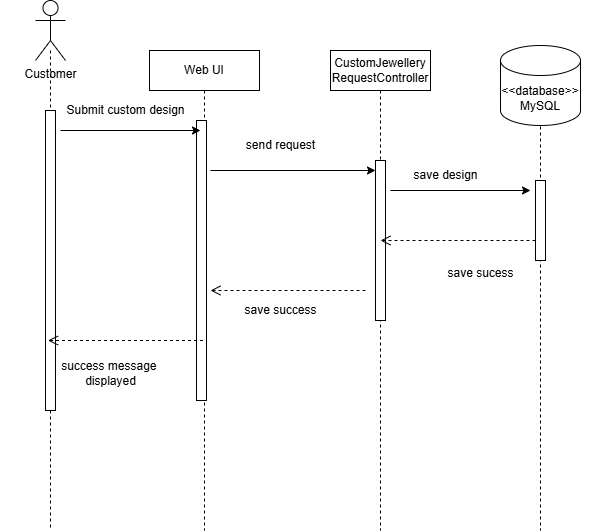 Customer
Web UI
CustomJewellery
RequestController
<<database>>
MySQL
Submit custom design
send request
save design
save sucess
save success
success message
displayed